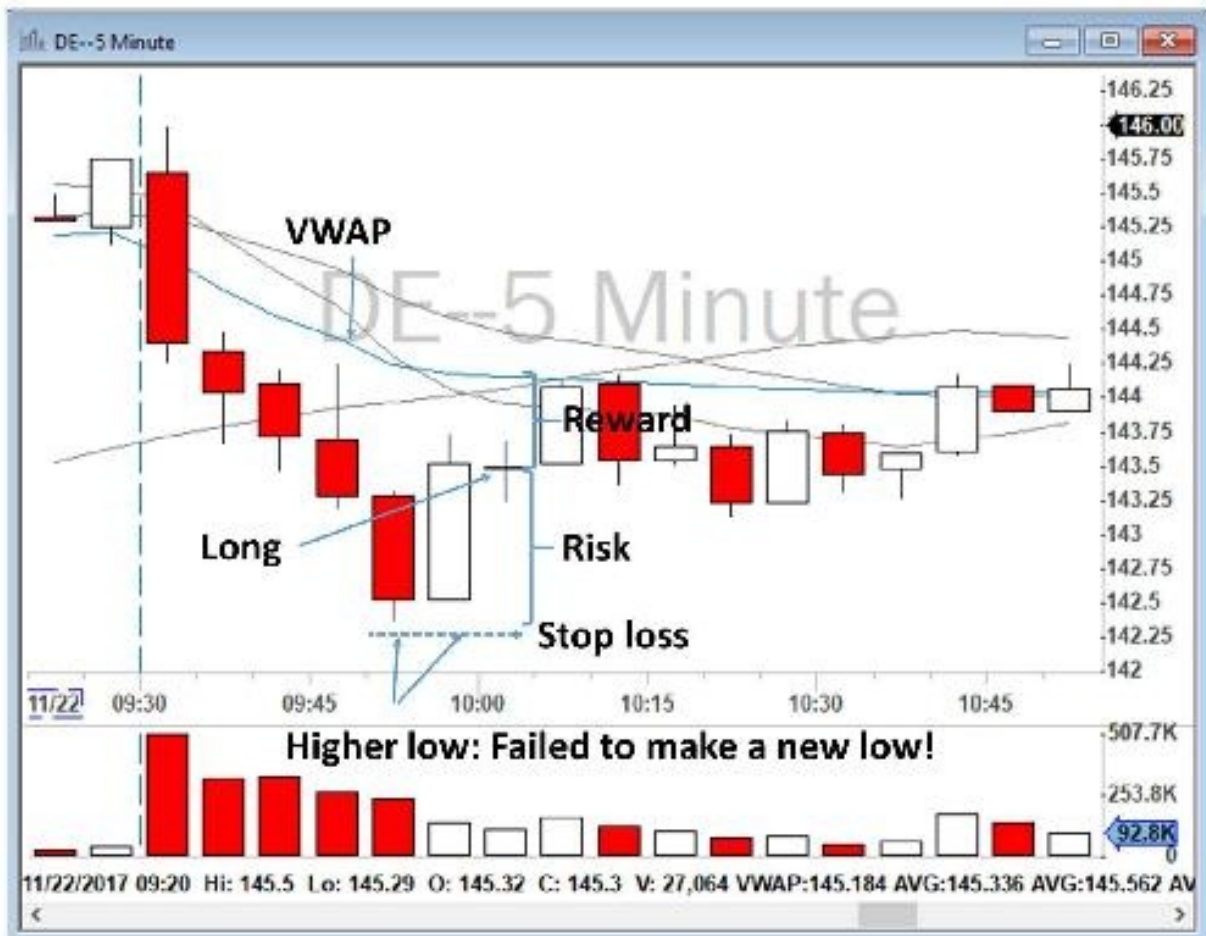 DE--5 Minute
146.25
146.00
145.75
145.5
VWAP
145.25
145
DE--5 Minute
144.75
144.5
144.25
144
Reward
143.75
143.5
143.25
Long
Risk
143
142.75
142.5
Stop loss
142.25
142
11/22 09:30 09:45 10:00 10:15 10:30 10:45
Higher low: Failed to make a new low!
507.7K
253.8K
92.8K
0
11/22/2017 09:20 Hi: 145.5 Lo: 145.29 O: 145.32 C: 145.3 V: 27,064 VWAP:145.184 AVG:145.336 AVG:145.562 AV